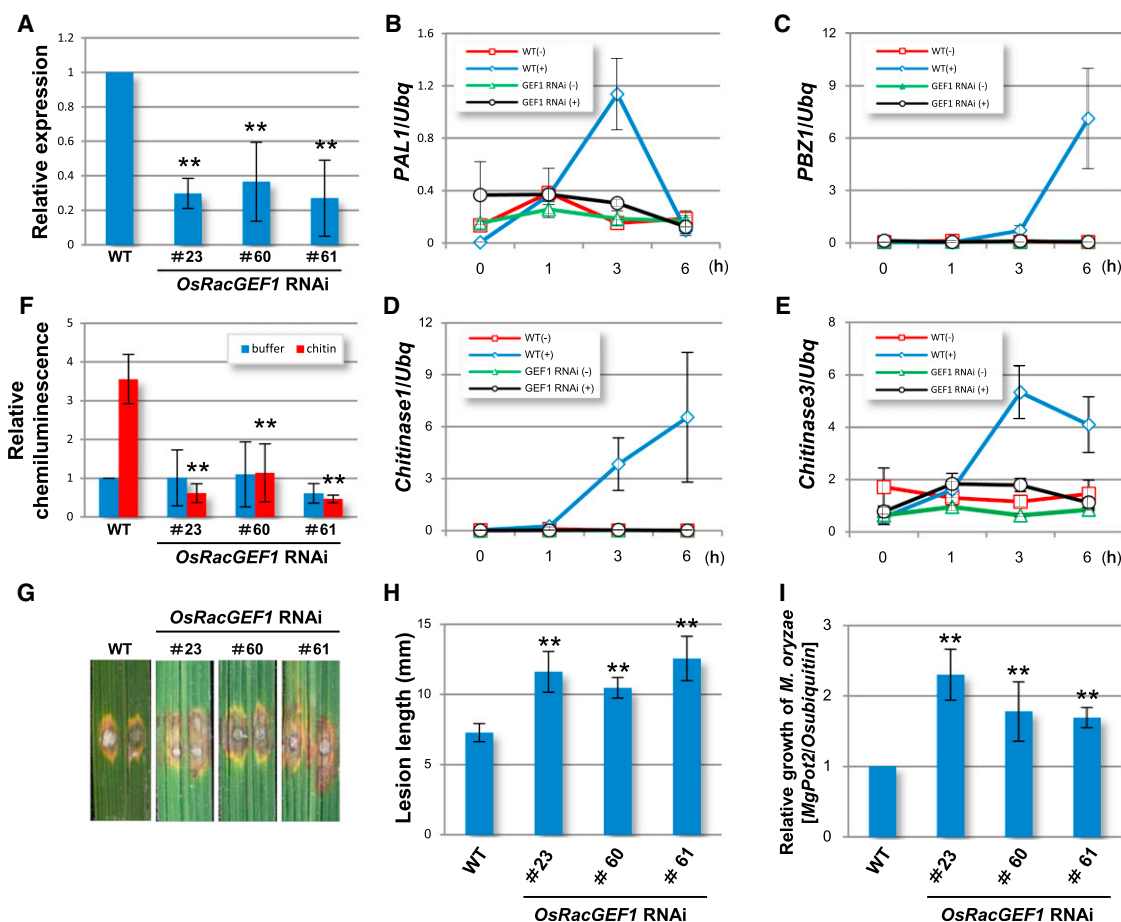 A
Relative expression
1.2
1
0.8
0.6
0.4
0.2
0
**
**
**
WT
#23
#60
#61
OsRacGEF1 RNAi
B
PAL1/Ubq
1.6
1.2
0.8
0.4
0
WT(-)
WT(+)
GEF1 RNAi (-)
GEF1 RNAi (+)
0 1 3 6 (h)
C
PBZ1/Ubq
12
9
6
3
0
WT(-)
WT(+)
GEF1 RNAi (-)
GEF1 RNAi (+)
0 1 3 6 (h)
F
Relative
chemiluminescence
5
4
3
2
1
0
buffer chitin
**
**
**
WT
#23
#60
#61
OsRacGEF1 RNAi
D
Chitinase1/Ubq
12
9
6
3
0
WT(-)
WT(+)
GEF1 RNAi (-)
GEF1 RNAi (+)
0 1 3 6 (h)
E
Chitinase3/Ubq
8
6
4
2
0
WT(-)
WT(+)
GEF1 RNAi (-)
GEF1 RNAi (+)
0 1 3 6 (h)
G
OsRacGEF1 RNAi
WT #23 #60 #61
H
Lesion length (mm)
15
10
5
0
**
**
**
WT
#23
#60
#61
OsRacGEF1 RNAi
I
Relative growth of M. oryzae
[MgPot2/Osubiquitin]
3
2
1
0
**
**
**
WT
#23
#60
#61
OsRacGEF1 RNAi